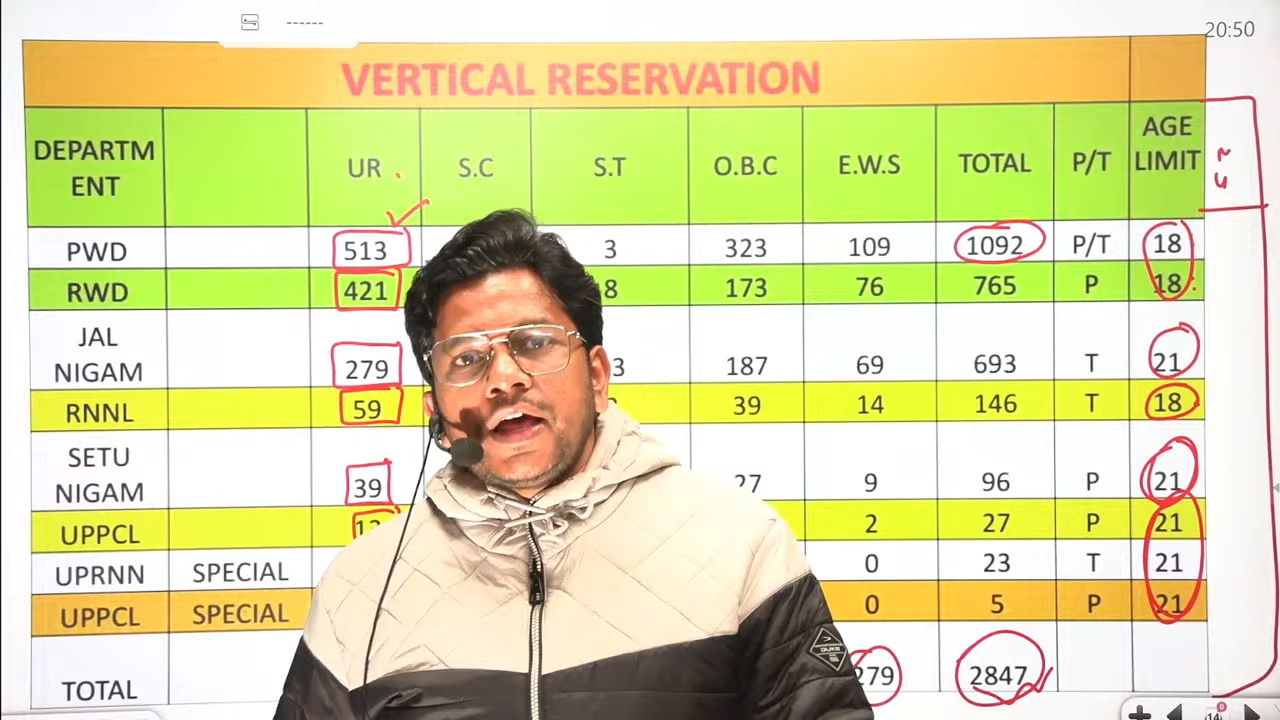 ------
20:50
VERTICAL RESERVATION
DEPARTM
ENT
UR
S.C
S.T
O.B.C
E.W.S
TOTAL
P/T
AGE
LIMIT
PWD 513 3 323 109 1092 P/T 18
RWD 421 8 173 76 765 P 18
JAL
NIGAM 279 3 187 69 693 T 21
RNNL 59 39 14 146 T 18
SETU
NIGAM 39 27 9 96 P 21
UPPCL 2 27 P 21
UPRNN SPECIAL 0 23 T 21
UPPCL SPECIAL 0 5 P 21
TOTAL 279 2847
14